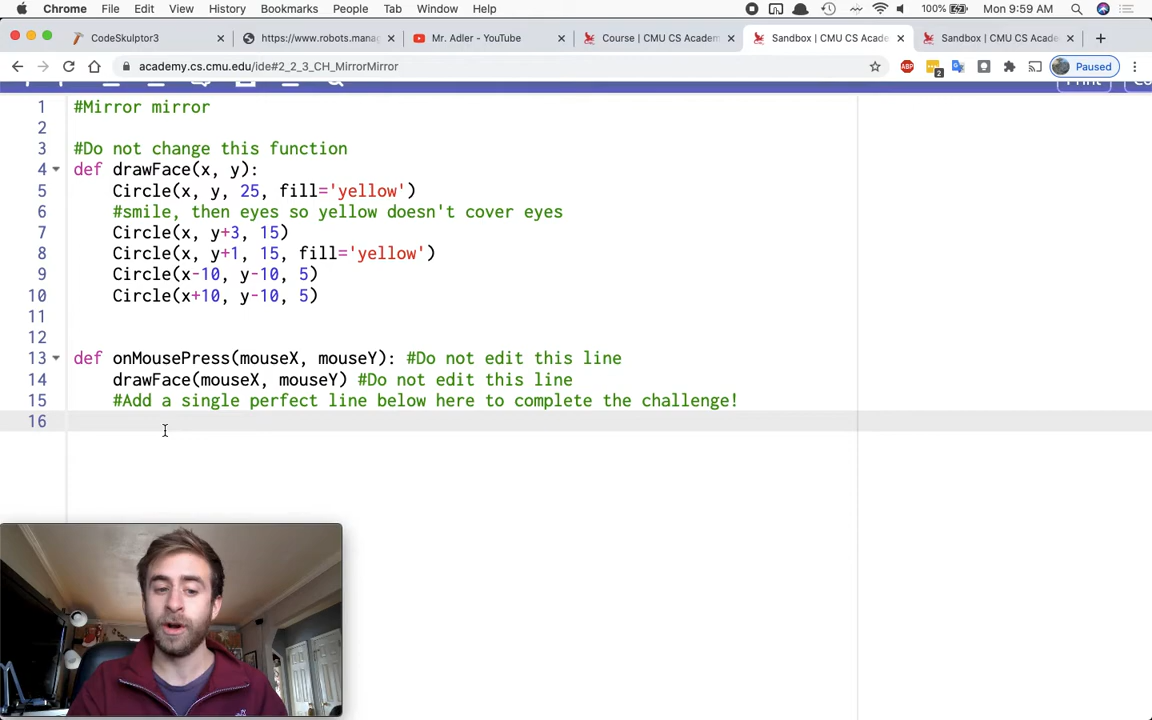 Chrome File Edit View History Bookmarks People Tab Window Help 100% Mon 9:59 AM
CodeSkulptor3 https://www.robots.mana Mr. Adler - YouTube Course | CMU CS Academ Sandbox | CMU CS Acade Sandbox | CMU CS Acade
academy.cs.cmu.edu/ide#2_2_3_CH_MirrorMirror ABP 2 Paused
Print
1 #Mirror mirror
2
3 #Do not change this function
4 def drawFace(x, y):
5 Circle(x, y, 25, fill='yellow')
6 #smile, then eyes so yellow doesn't cover eyes
7 Circle(x, y+3, 15)
8 Circle(x, y+1, 15, fill='yellow')
9 Circle(x-10, y-10, 5)
10 Circle(x+10, y-10, 5)
11
12
13 def onMousePress(mouseX, mouseY): #Do not edit this line
14 drawFace(mouseX, mouseY) #Do not edit this line
15 #Add a single perfect line below here to complete the challenge!
16